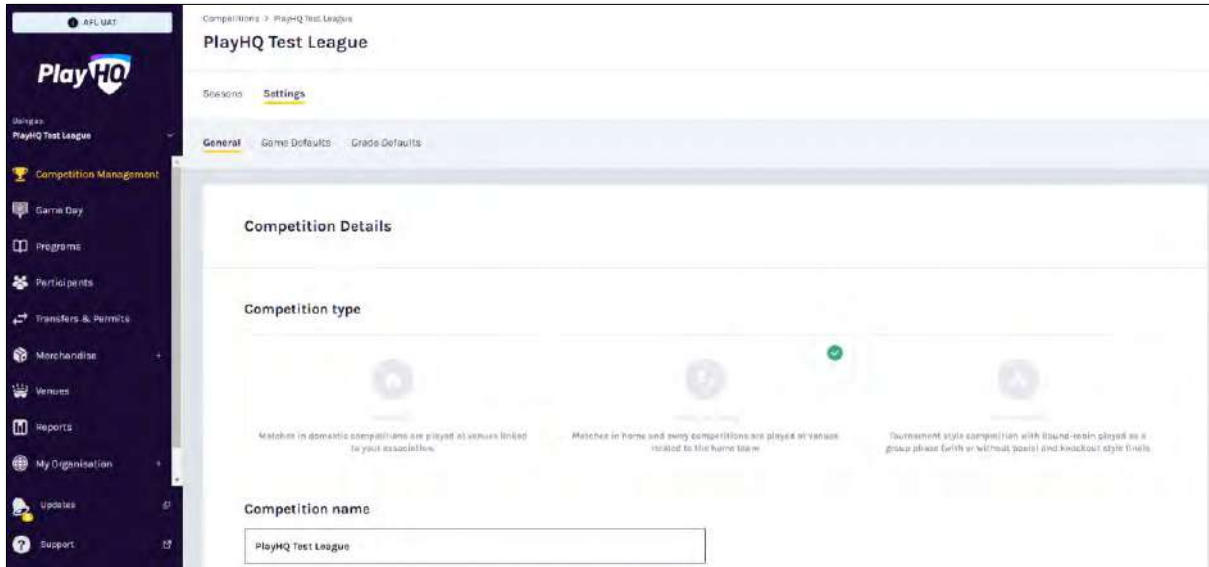 AFL UAT
PlayHQ
PlayHQ Test League
Competition Management
Game Day
Programs
Participants
Transfers & Permits
Merchandise +
Venues
Reports
My Organisation +
Updates
Support
Competitions > PlayHQ Test League
PlayHQ Test League
Seasons Settings
General Game Defaults Grade Defaults
Competition Details
Competition type
Matches in domestic competitions are played at venues linked
to your association.
Matches in home and away competitions are played at venues
related to the home team
Tournament style competition with Round-robin played as a
group phase (with or without pools) and knockout style finals
Competition name
PlayHQ Test League